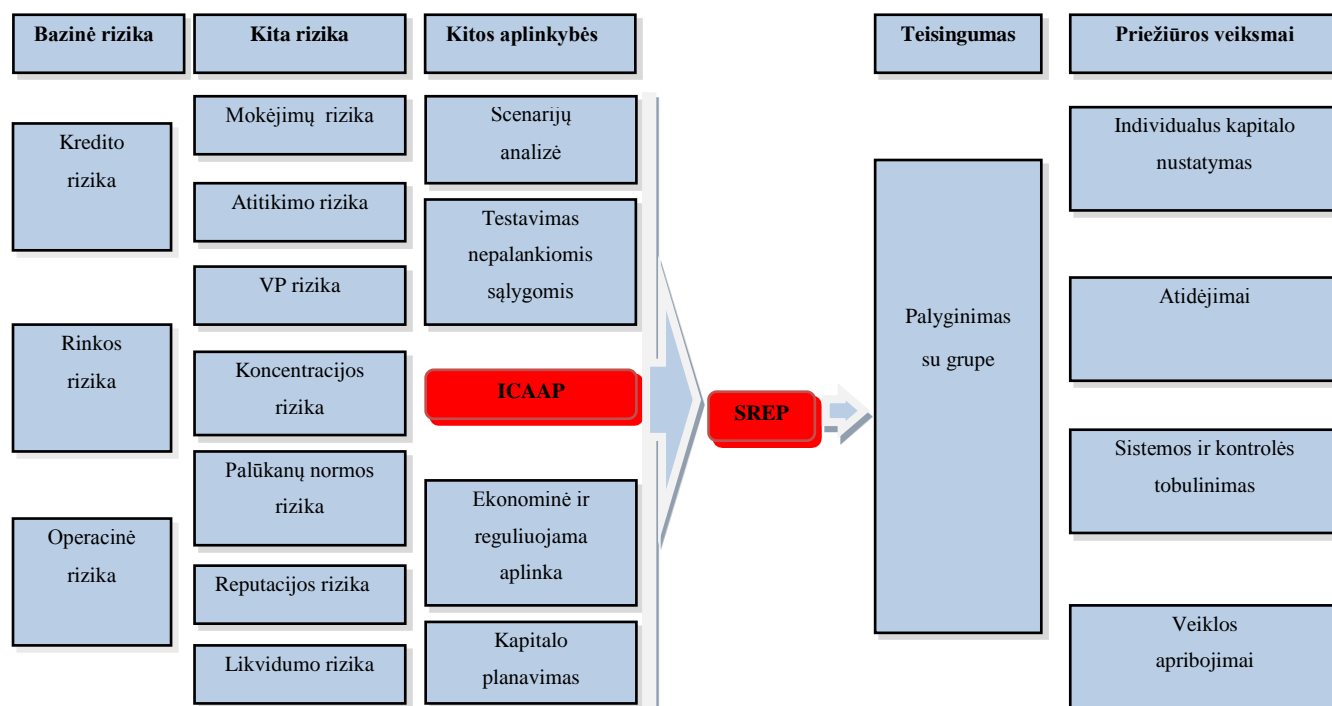 Bazinė rizika
Kita rizika
Kitos aplinkybės
Teisingumas
Priežiūros veiksmai
Kredito
rizika
Rinkos
rizika
Operacinė
rizika
Mokėjimų rizika
Atitikimo rizika
VP rizika
Koncentracijos
rizika
Palūkanų normos
rizika
Reputacijos rizika
Likvidumo rizika
Scenarijų
analizė
Testavimas
nepalankiomis
sąlygomis
ICAAP
Ekonominė ir
reguliuojama
aplinka
Kapitalo
planavimas
SREP
Palyginimas
su grupe
Individualus kapitalo
nustatymas
Atidėjimai
Sistemos ir kontrolės
tobulinimas
Veiklos
apribojimai